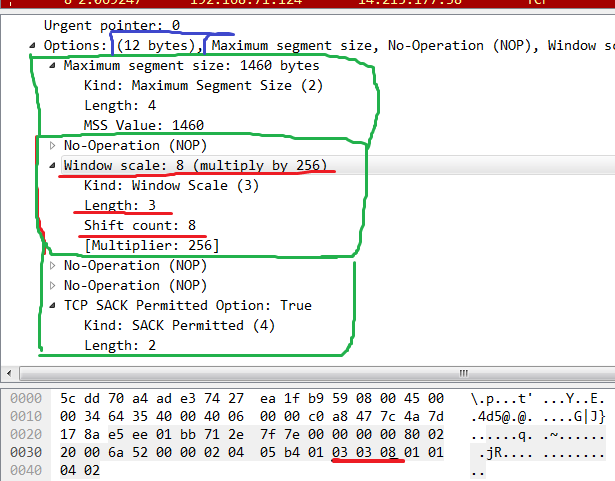 Urgent pointer: 0
Options: (12 bytes), Maximum segment size, No-Operation (NOP), Window sc
Maximum segment size: 1460 bytes
Kind: Maximum Segment Size (2)
Length: 4
MSS Value: 1460
No-Operation (NOP)
Window scale: 8 (multiply by 256)
Kind: Window Scale (3)
Length: 3
Shift count: 8
[Multiplier: 256]
No-Operation (NOP)
No-Operation (NOP)
TCP SACK Permitted Option: True
Kind: SACK Permitted (4)
Length: 2
0000 5c dd 70 a4 ad e3 74 27 ea 1f b9 59 08 00 45 00 \.p...t' ...Y..E.
0010 00 34 64 35 40 00 40 06 00 00 c0 a8 47 7c 4a 7d .4d5@.@. ....G|J}
0020 17 8a e5 ee 01 bb 71 2e 7f 7e 00 00 00 00 80 02 ......q. .~......
0030 20 00 6a 52 00 00 02 04 05 b4 01 03 03 08 01 01 .jR.... ........
0040 04 02 ..